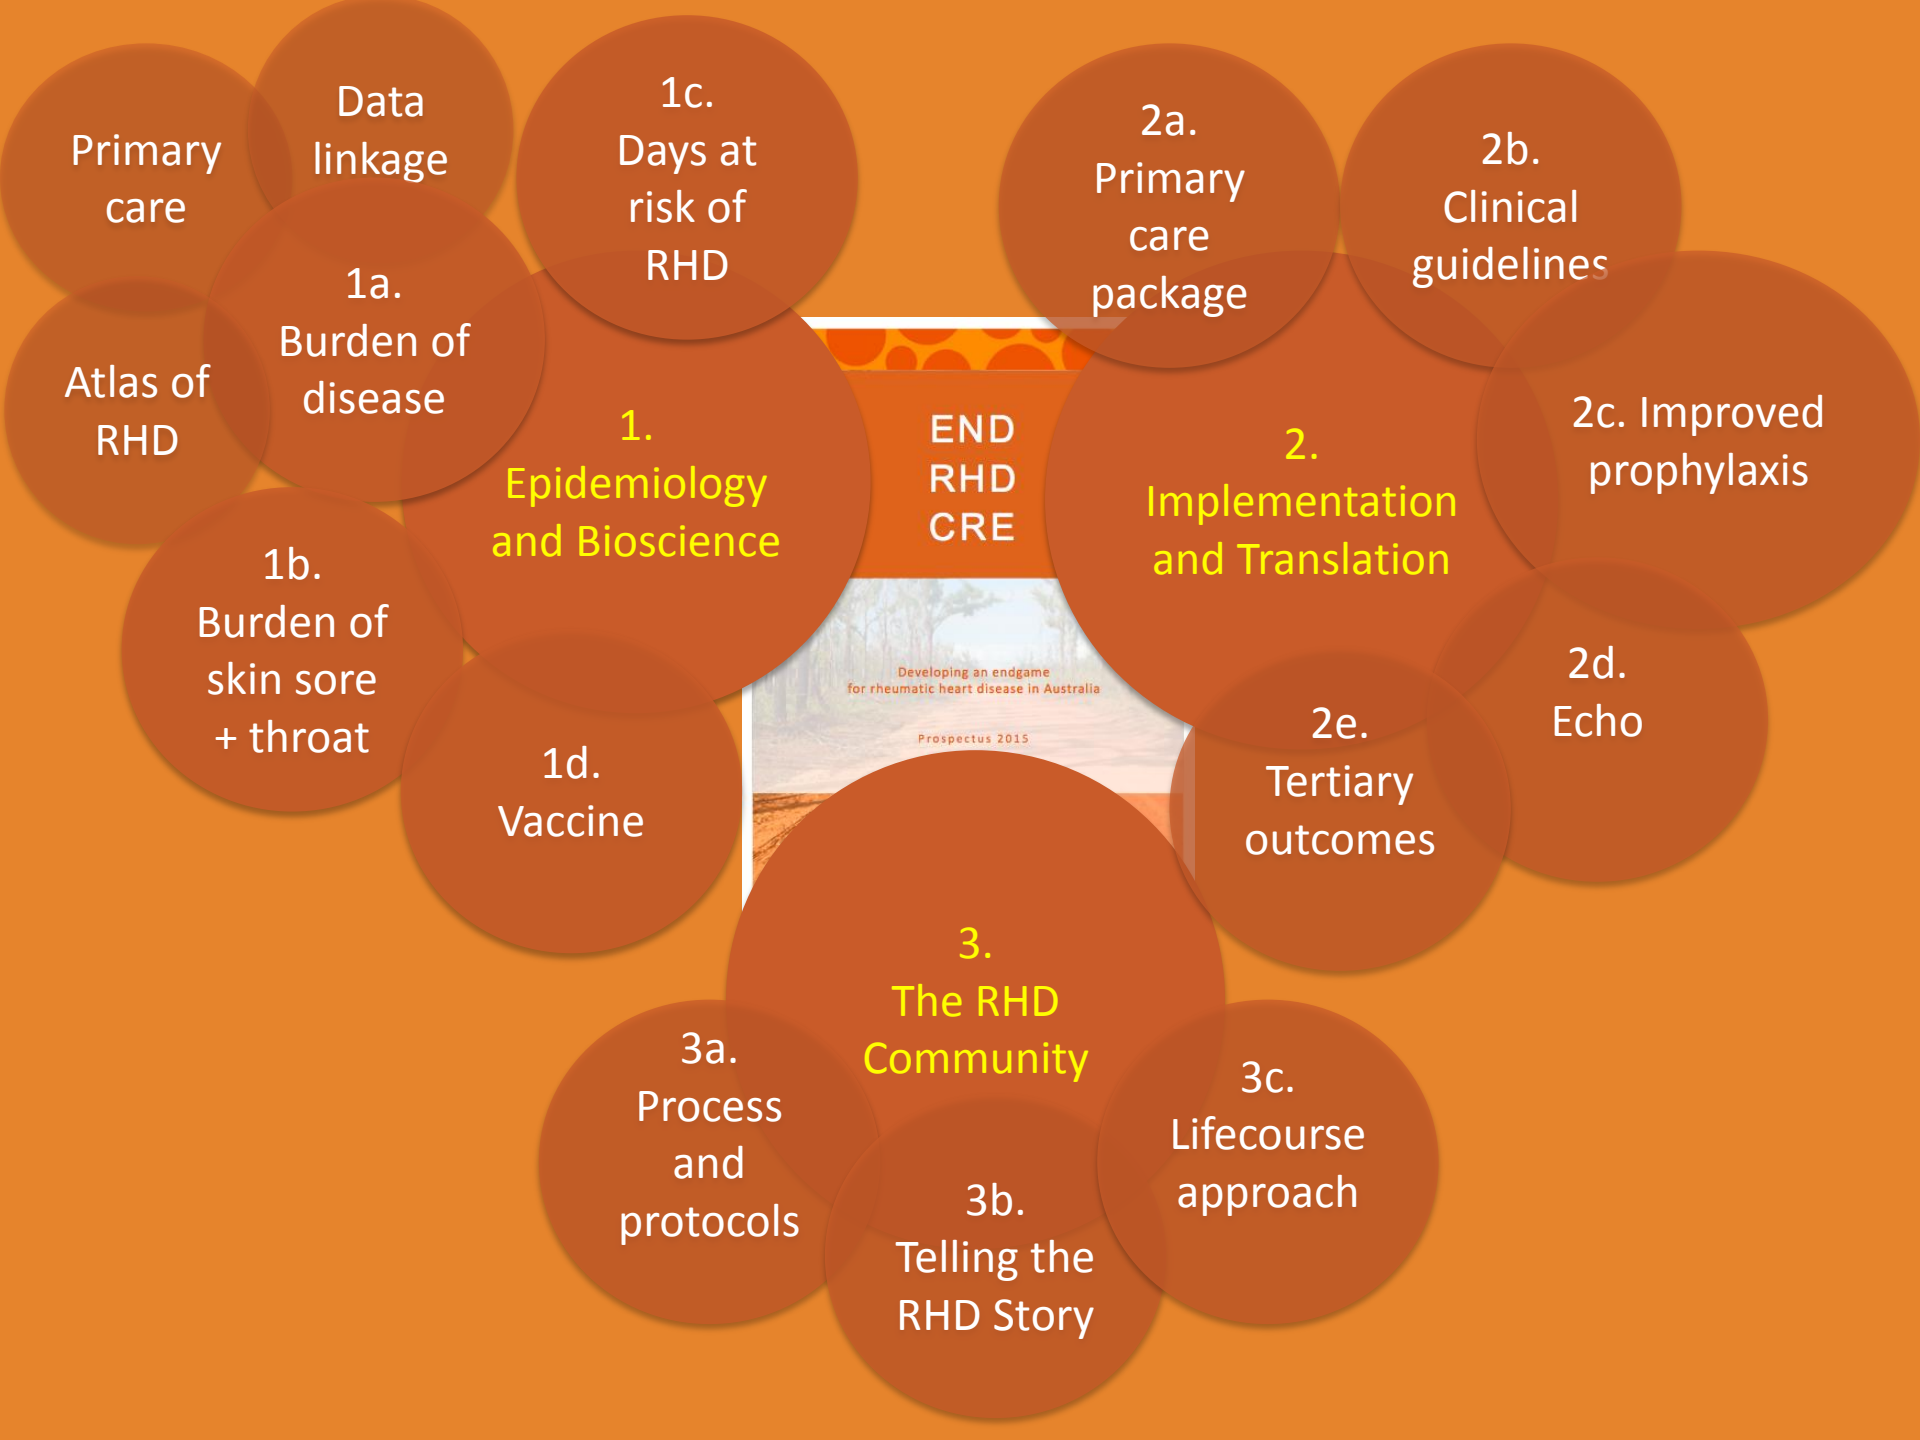 Primary
care
Data
linkage
Atlas of
RHD
1a.
Burden of
disease
1b.
Burden of
skin sore
+ throat
1c.
Days at
risk of
RHD
1d.
Vaccine
1.
Epidemiology
and Bioscience
END
RHD
CRE
Developing an endgame
for rheumatic heart disease in Australia
Prospectus 2015
2a.
Primary
care
package
2b.
Clinical
guidelines
2c. Improved
prophylaxis
2.
Implementation
and Translation
2d.
Echo
2e.
Tertiary
outcomes
3.
The RHD
Community
3a.
Process
and
protocols
3b.
Telling the
RHD Story
3c.
Lifecourse
approach